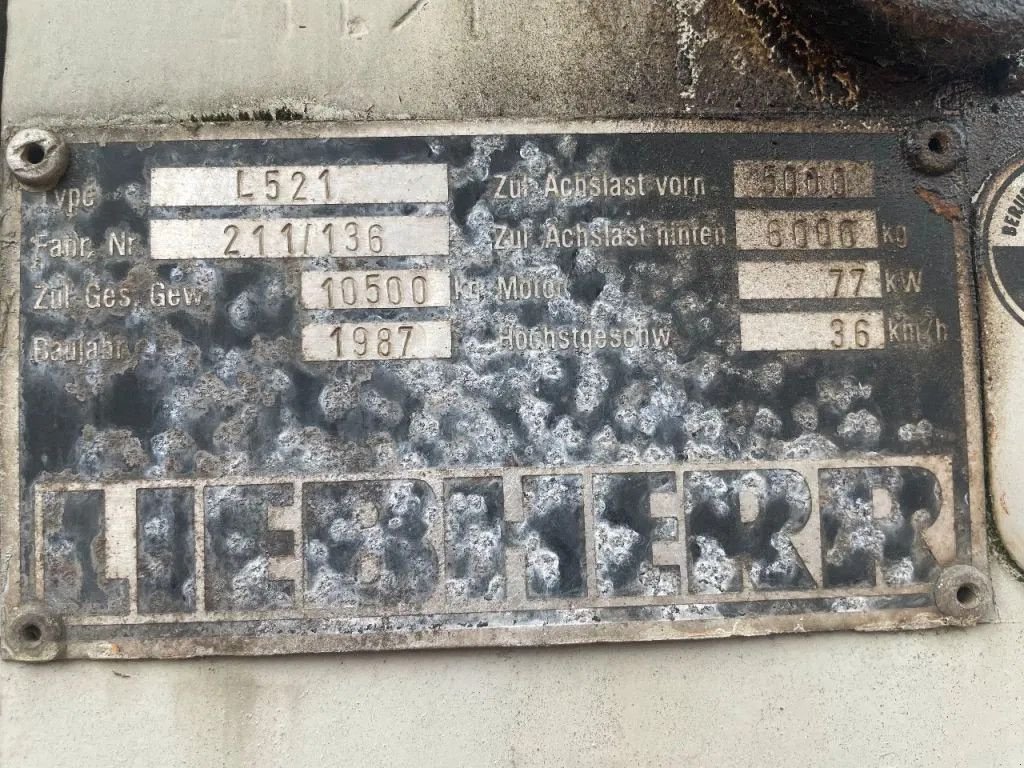 Type L521 Zul Achslast vorn 5000
Fahr. Nr. 211/136 Zul Achslast hinten 6000 kg
Zul Ges. Gew 10500 kg Motor 77 kW
Baujahr 1987 Höchstgeschw 36 km/h
LIEBHERR